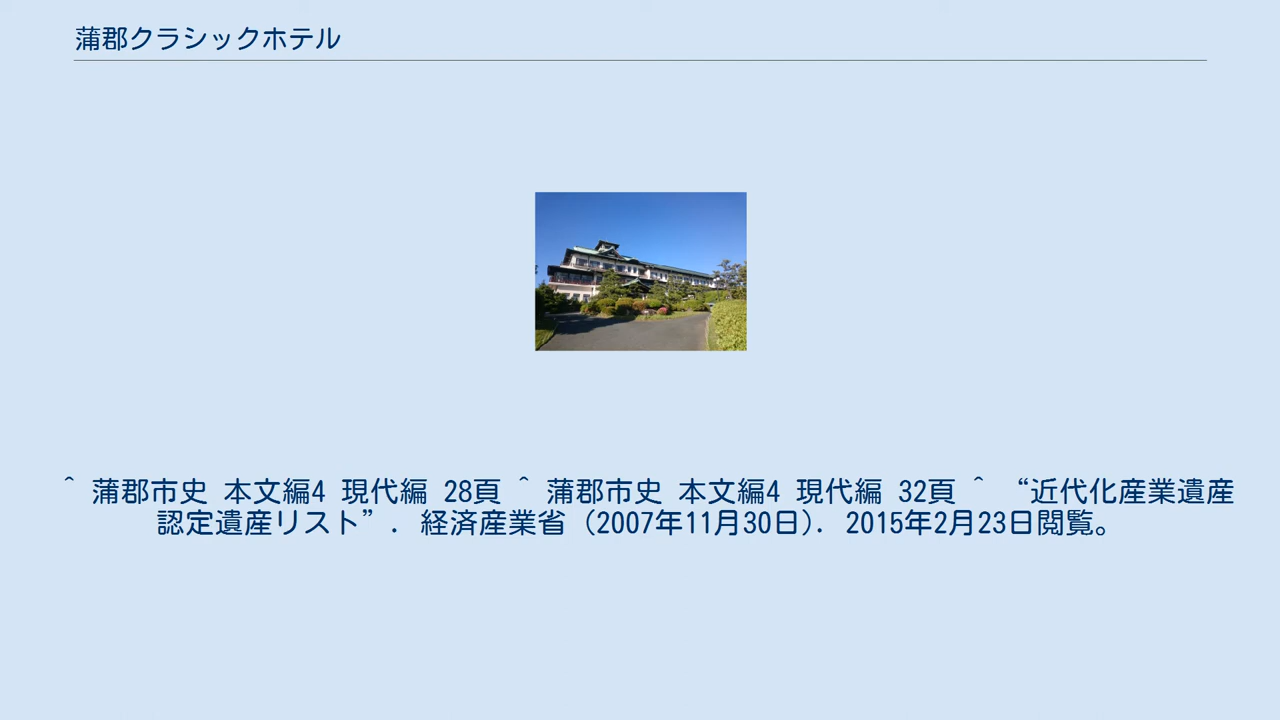 蒲郡クラシックホテル
^ 蒲郡市史 本文編4 現代編 28頁 ^ 蒲郡市史 本文編4 現代編 32頁 ^ “近代化産業遺産
認定遺産リスト”. 経済産業省 (2007年11月30日). 2015年2月23日閲覧。